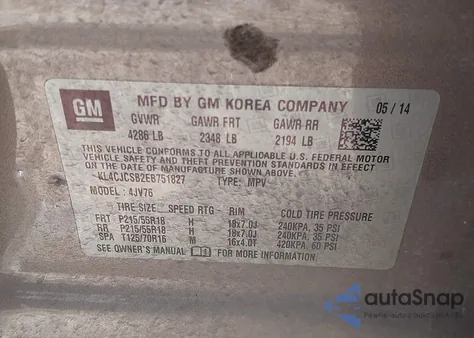 GM
MFD BY GM KOREA COMPANY 05 / 14
GVWR GAWR FRT GAWR RR
4286 LB 2348 LB 2194 LB
THIS VEHICLE CONFORMS TO ALL APPLICABLE U.S. FEDERAL MOTOR
VEHICLE SAFETY AND THEFT PREVENTION STANDARDS IN EFFECT ON THE
DATE OF MANUFACTURE SHOWN ABOVE.
KL4CJCSB2EB751827 TYPE: MPV
MODEL: 4JV76
TIRE SIZE SPEED RTG RIM COLD TIRE PRESSURE
FRT P215/55R18 H 18x7.0J 240KPA, 35 PSI
RR P215/55R18 H 18x7.0J 240KPA, 35 PSI
SPA T125/70R16 M 16x4.0T 420KPA, 60 PSI
SEE OWNER'S MANUAL
autoSnap